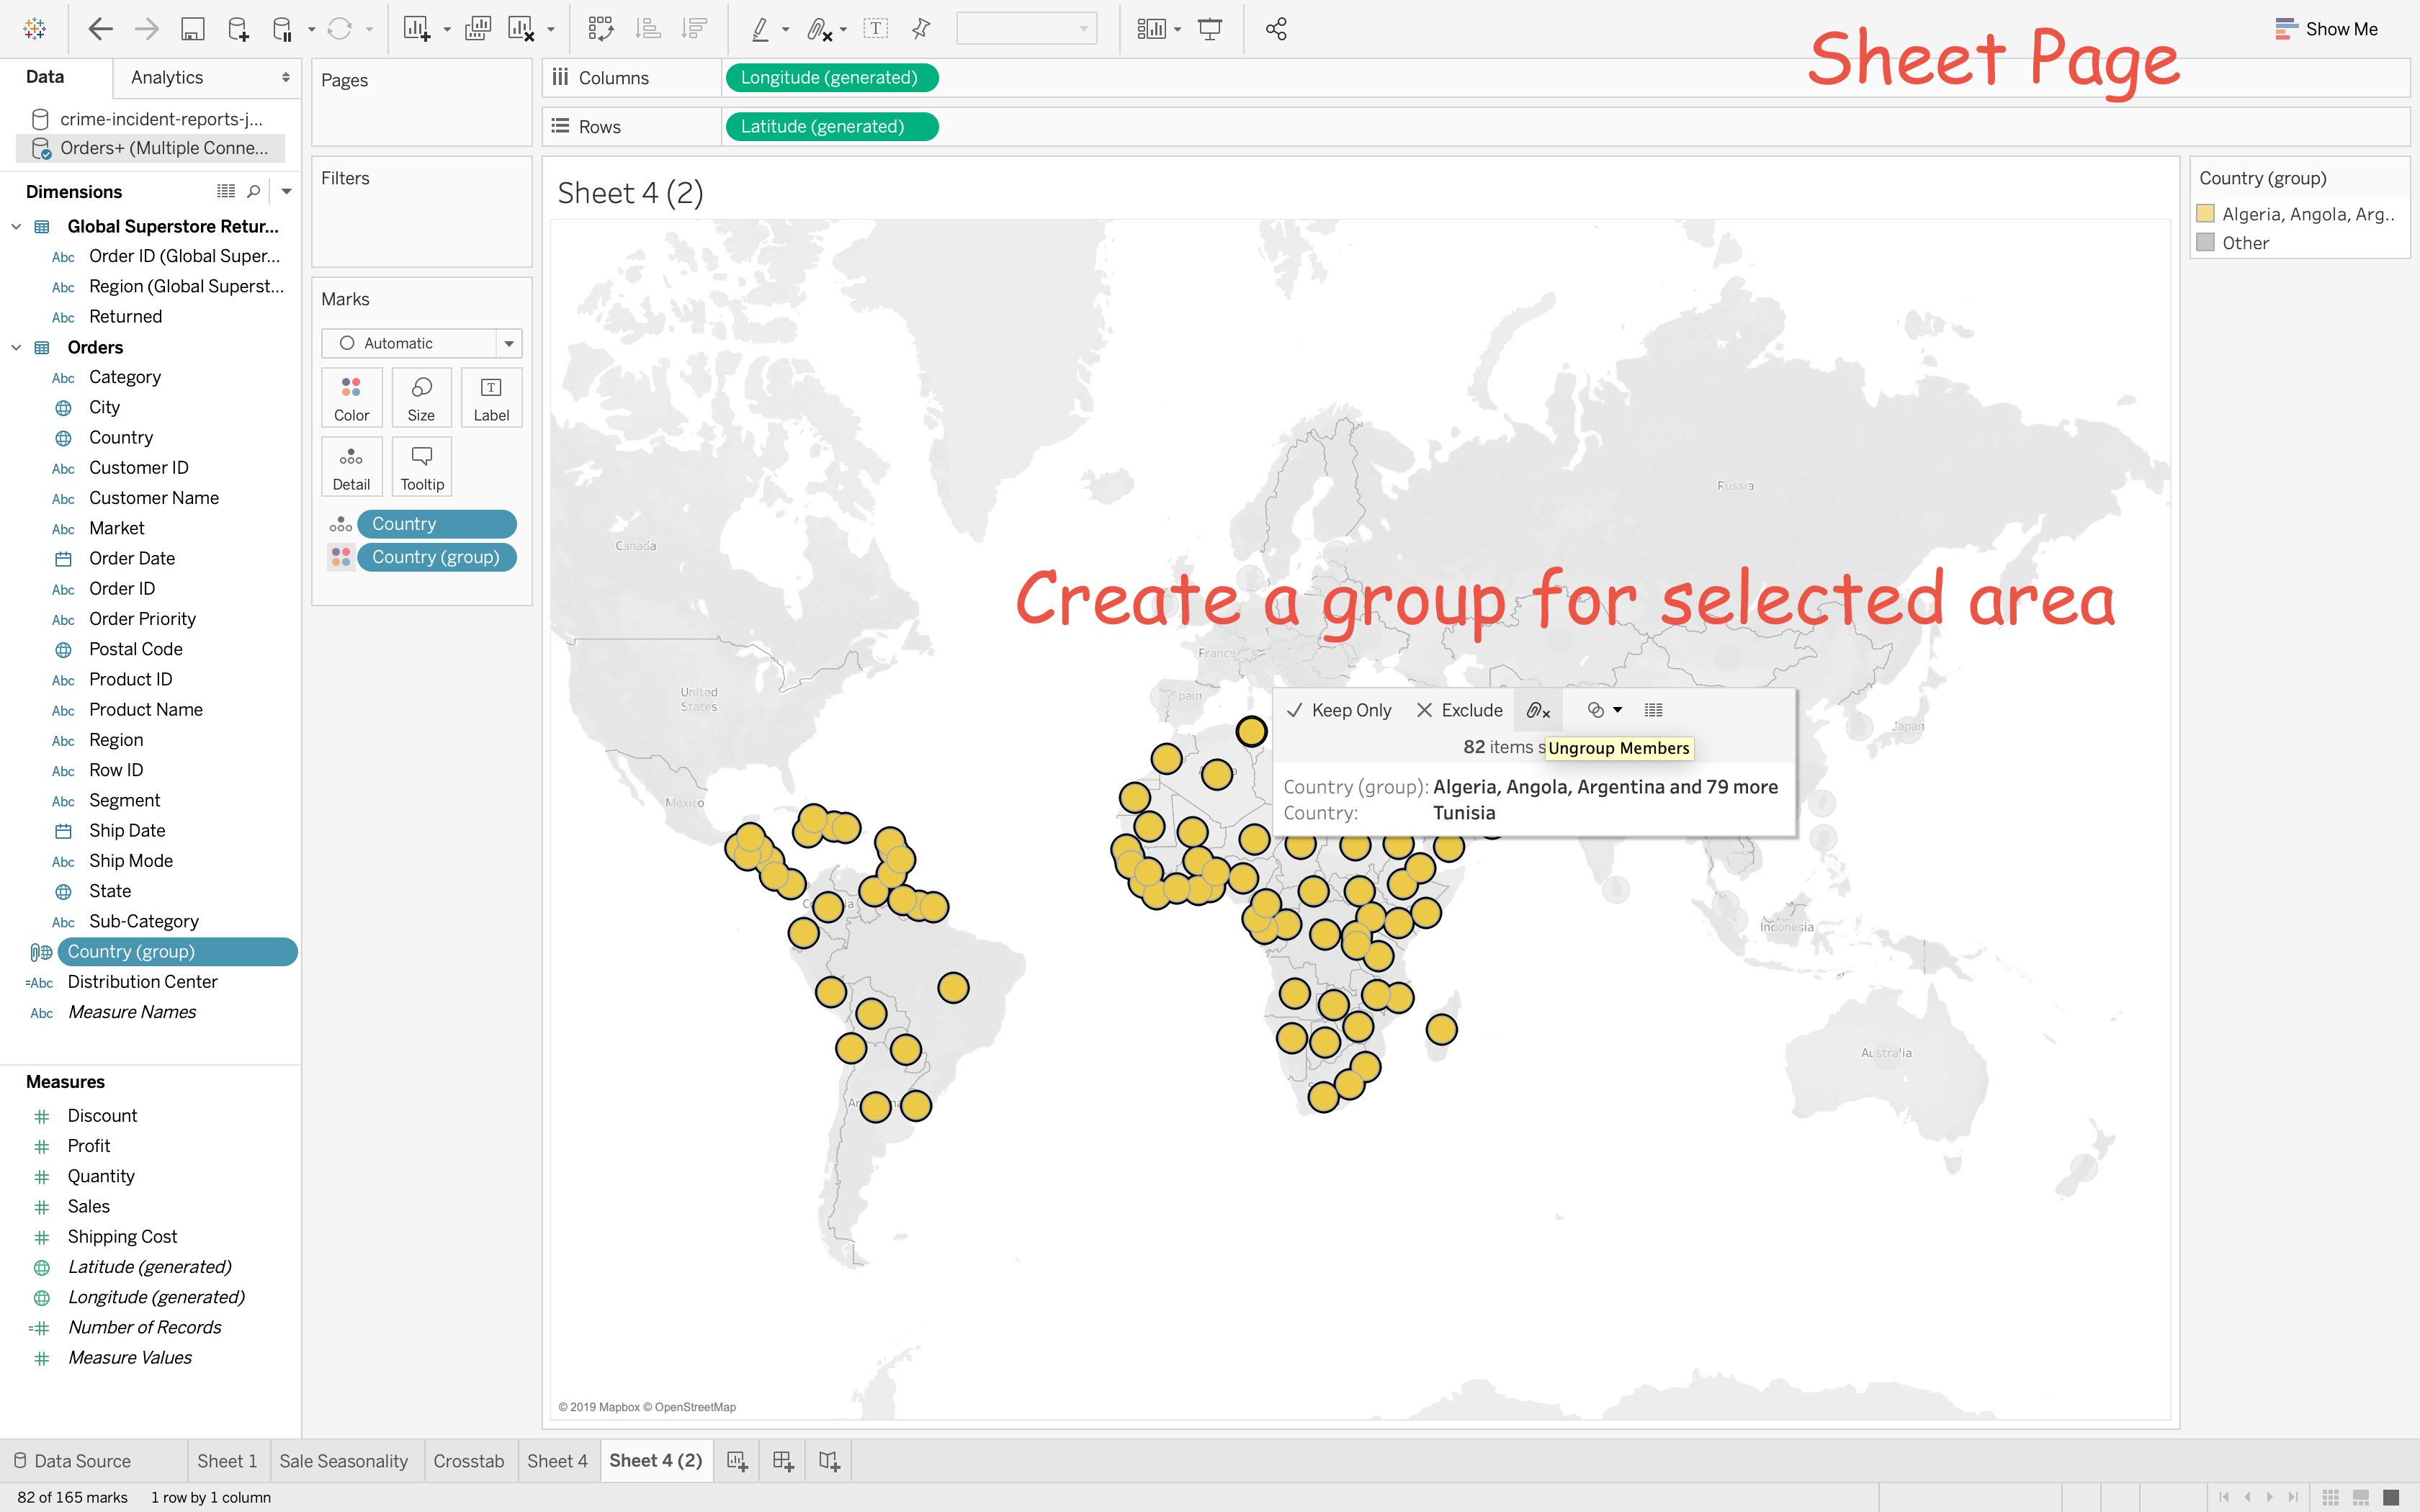 Show Me
Sheet Page
Data
Analytics
crime-incident-reports-j...
Orders+ (Multiple Conne...
Dimensions
Global Superstore Retur...
Abc Order ID (Global Super...
Abc Region (Global Superst...
Abc Returned
Orders
Abc Category
City
Country
Abc Customer ID
Abc Customer Name
Abc Market
Order Date
Abc Order ID
Abc Order Priority
Postal Code
Abc Product ID
Abc Product Name
Abc Region
Abc Row ID
Abc Segment
Ship Date
Abc Ship Mode
State
Abc Sub-Category
Country (group)
=Abc Distribution Center
Abc Measure Names
Measures
# Discount
# Profit
# Quantity
# Sales
# Shipping Cost
Latitude (generated)
Longitude (generated)
=# Number of Records
# Measure Values
Pages
Filters
Marks
Automatic
Color
Size
Label
Detail
Tooltip
Country
Country (group)
Columns
Longitude (generated)
Rows
Latitude (generated)
Sheet 4 (2)
Canada
Russia
Create a group for selected area
France
Spain
United
States
Mexico
Japan
Indonesia
Australia
Keep Only
Exclude
82 items s
Ungroup Members
Country (group): Algeria, Angola, Argentina and 79 more
Country: Tunisia
© 2019 Mapbox © OpenStreetMap
Country (group)
Algeria, Angola, Arg..
Other
Data Source
Sheet 1
Sale Seasonality
Crosstab
Sheet 4
Sheet 4 (2)
82 of 165 marks
1 row by 1 column